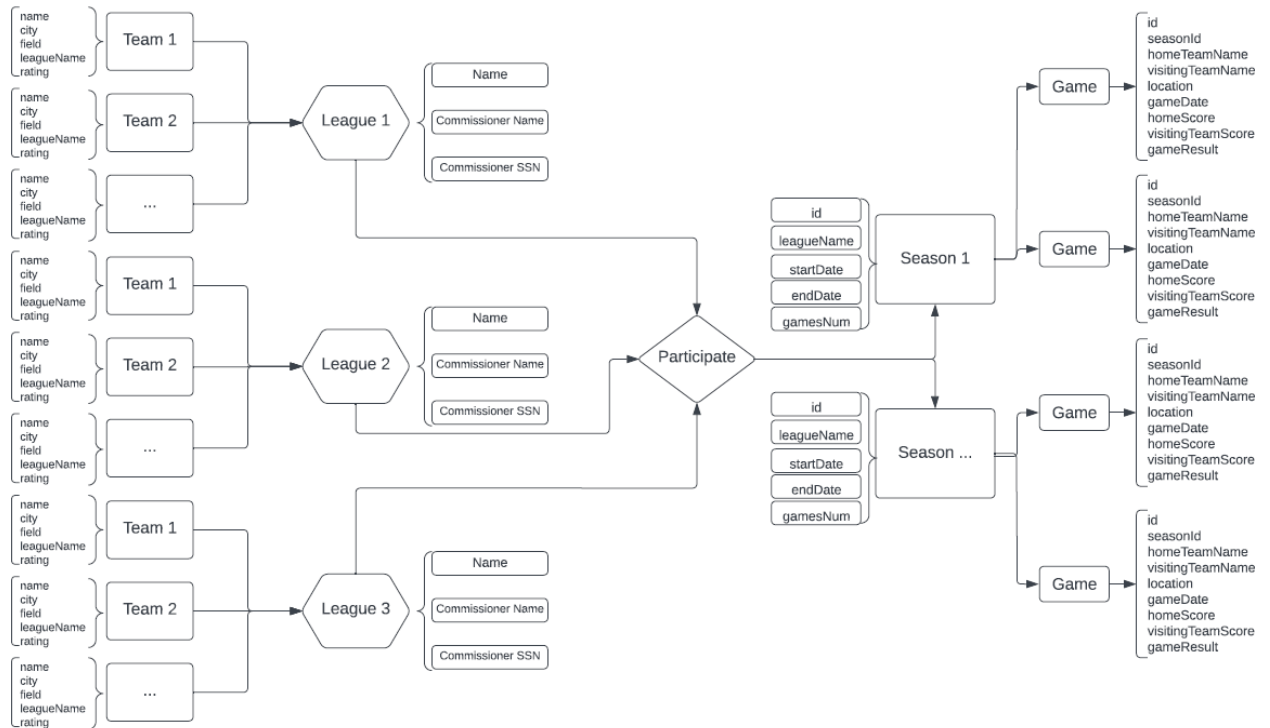 name
city
field
leagueName
rating
Team 1
name
city
field
leagueName
rating
Team 2
name
city
field
leagueName
rating
...
League 1
Name
Commissioner Name
Commissioner SSN
name
city
field
leagueName
rating
Team 1
name
city
field
leagueName
rating
Team 2
name
city
field
leagueName
rating
...
League 2
Name
Commissioner Name
Commissioner SSN
name
city
field
leagueName
rating
Team 1
name
city
field
leagueName
rating
Team 2
name
city
field
leagueName
rating
...
League 3
Name
Commissioner Name
Commissioner SSN
Participate
id
leagueName
startDate
endDate
gamesNum
Season 1
id
leagueName
startDate
endDate
gamesNum
Season ...
Game
id
seasonId
homeTeamName
visitingTeamName
location
gameDate
homeScore
visitingTeamScore
gameResult
Game
id
seasonId
homeTeamName
visitingTeamName
location
gameDate
homeScore
visitingTeamScore
gameResult
Game
id
seasonId
homeTeamName
visitingTeamName
location
gameDate
homeScore
visitingTeamScore
gameResult
Game
id
seasonId
homeTeamName
visitingTeamName
location
gameDate
homeScore
visitingTeamScore
gameResult